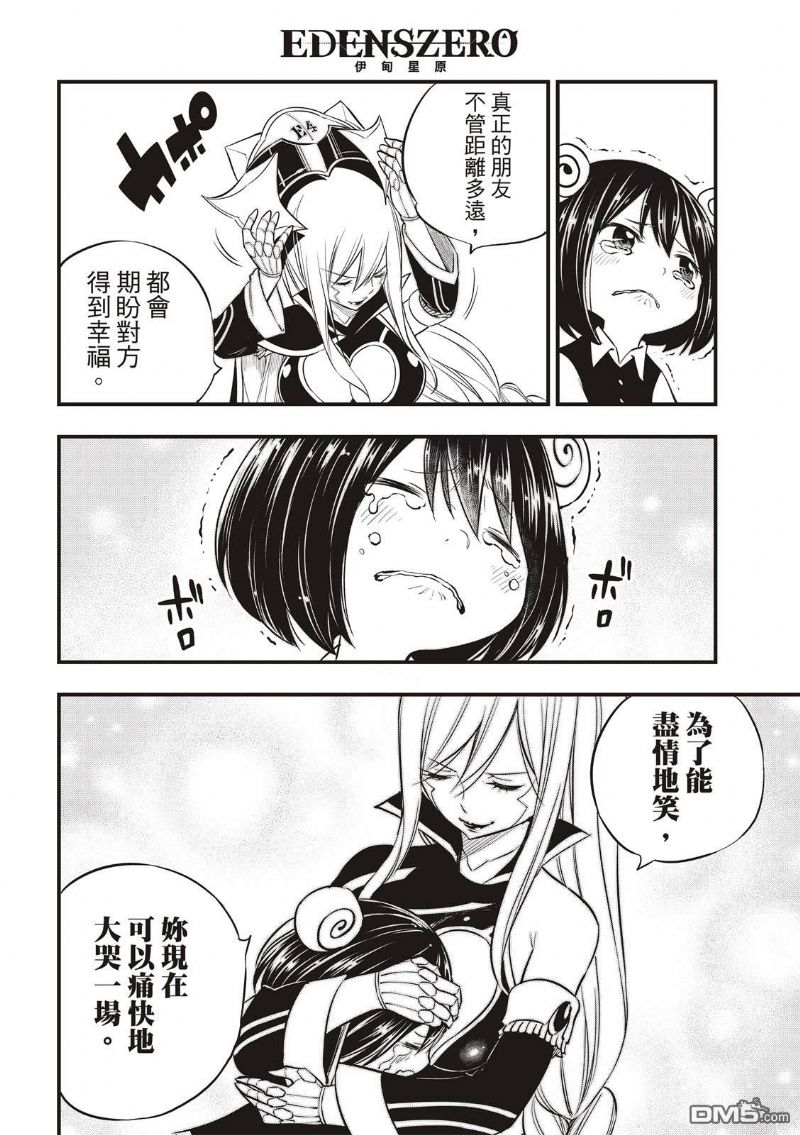 EDENSZERO
伊甸星原
真正的朋友
不管距離多遠，
E4
カポ
都會
期盼對方
得到幸福。
ボロ
ボロ
為了能
盡情地笑，
妳現在
可以痛快地
大哭一場。
DM5.com